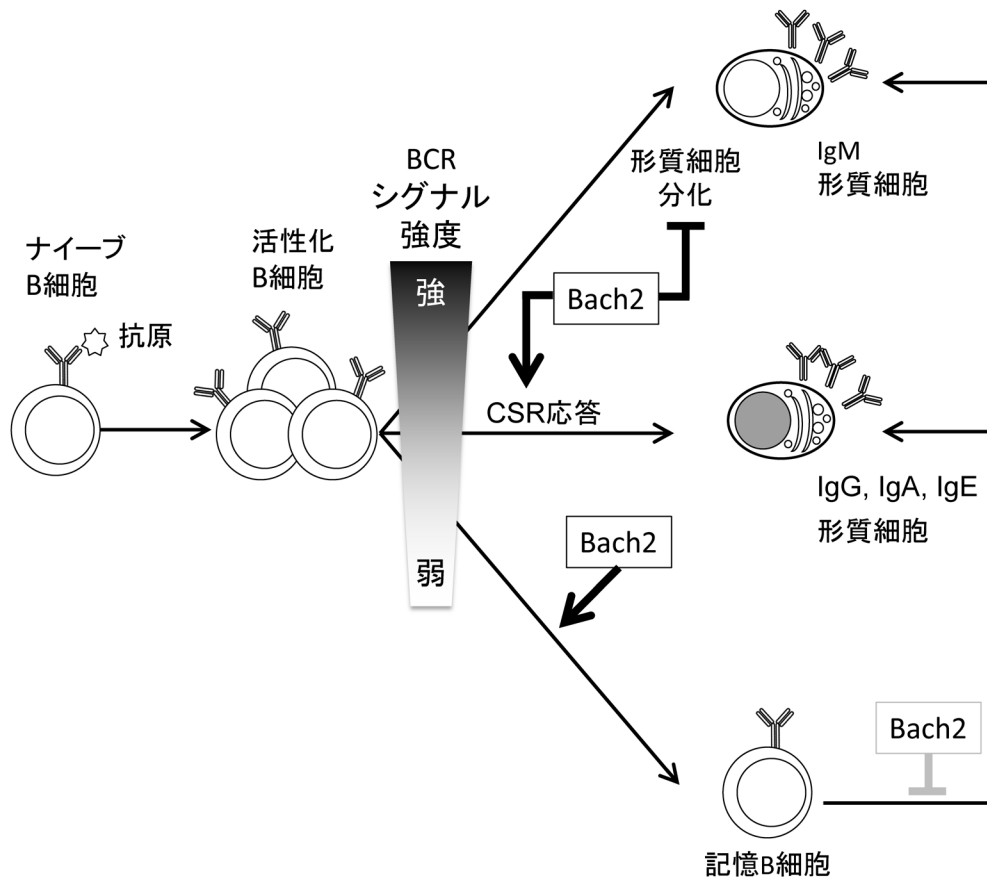 ナイーブ
B細胞
抗原
活性化
B細胞
BCR
シグナル
強度
強
弱
形質細胞
分化
Bach2
CSR応答
Bach2
IgM
形質細胞
IgG, IgA, IgE
形質細胞
Bach2
記憶B細胞